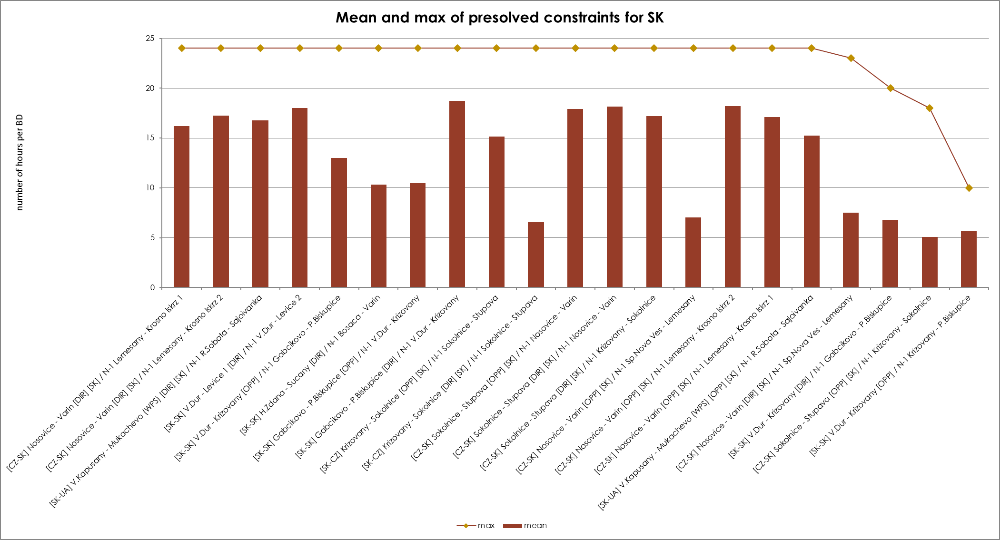 Mean and max of presolved constraints for SK
number of hours per BD
25
20
15
10
5
0
[CZ-SK] Nosovice - Varin [DIR] [SK] / N-1 Lemesany - Krosno Iskrz 1
[CZ-SK] Nosovice - Varin [DIR] [SK] / N-1 Lemesany - Krosno Iskrz 2
[SK-UA] V.Kapusany - Mukachevo (WPS) [DIR] [SK] / N-1 R.Sobota - Sajoivanka
[SK-SK] V.Dur - Levice 1 [DIR] / N-1 V.Dur - Levice 2
[SK-SK] V.Dur - Krizovany [OPP] / N-1 Gabcikovo - P.Biskupice
[SK-SK] H.Zdana - Sucany [DIR] / N-1 Bosaca - Varin
[SK-SK] Gabcikovo - P.Biskupice [OPP] / N-1 V.Dur - Krizovany
[SK-SK] Gabcikovo - P.Biskupice [DIR] / N-1 V.Dur - Krizovany
[SK-CZ] Krizovany - Sokolnice [OPP] [SK] / N-1 Sokolnice - Stupava
[SK-CZ] Krizovany - Sokolnice [DIR] [SK] / N-1 Sokolnice - Stupava
[CZ-SK] Sokolnice - Stupava [OPP] [SK] / N-1 Nosovice - Varin
[CZ-SK] Sokolnice - Stupava [DIR] [SK] / N-1 Nosovice - Varin
[CZ-SK] Sokolnice - Stupava [DIR] [SK] / N-1 Krizovany - Sokolnice
[CZ-SK] Nosovice - Varin [OPP] [SK] / N-1 Sp.Nova Ves - Lemesany
[CZ-SK] Nosovice - Varin [OPP] [SK] / N-1 Lemesany - Krosno Iskrz 2
[CZ-SK] Nosovice - Varin [OPP] [SK] / N-1 Lemesany - Krosno Iskrz 1
[SK-UA] V.Kapusany - Mukachevo (WPS) [OPP] [SK] / N-1 R.Sobota - Sajoivanka
[CZ-SK] Nosovice - Varin [DIR] [SK] / N-1 Sp.Nova Ves - Lemesany
[SK-SK] V.Dur - Krizovany [DIR] / N-1 Gabcikovo - P.Biskupice
[CZ-SK] Sokolnice - Stupava [OPP] [SK] / N-1 Krizovany - Sokolnice
[SK-SK] V.Dur - Krizovany [OPP] / N-1 Krizovany - P.Biskupice
max
mean